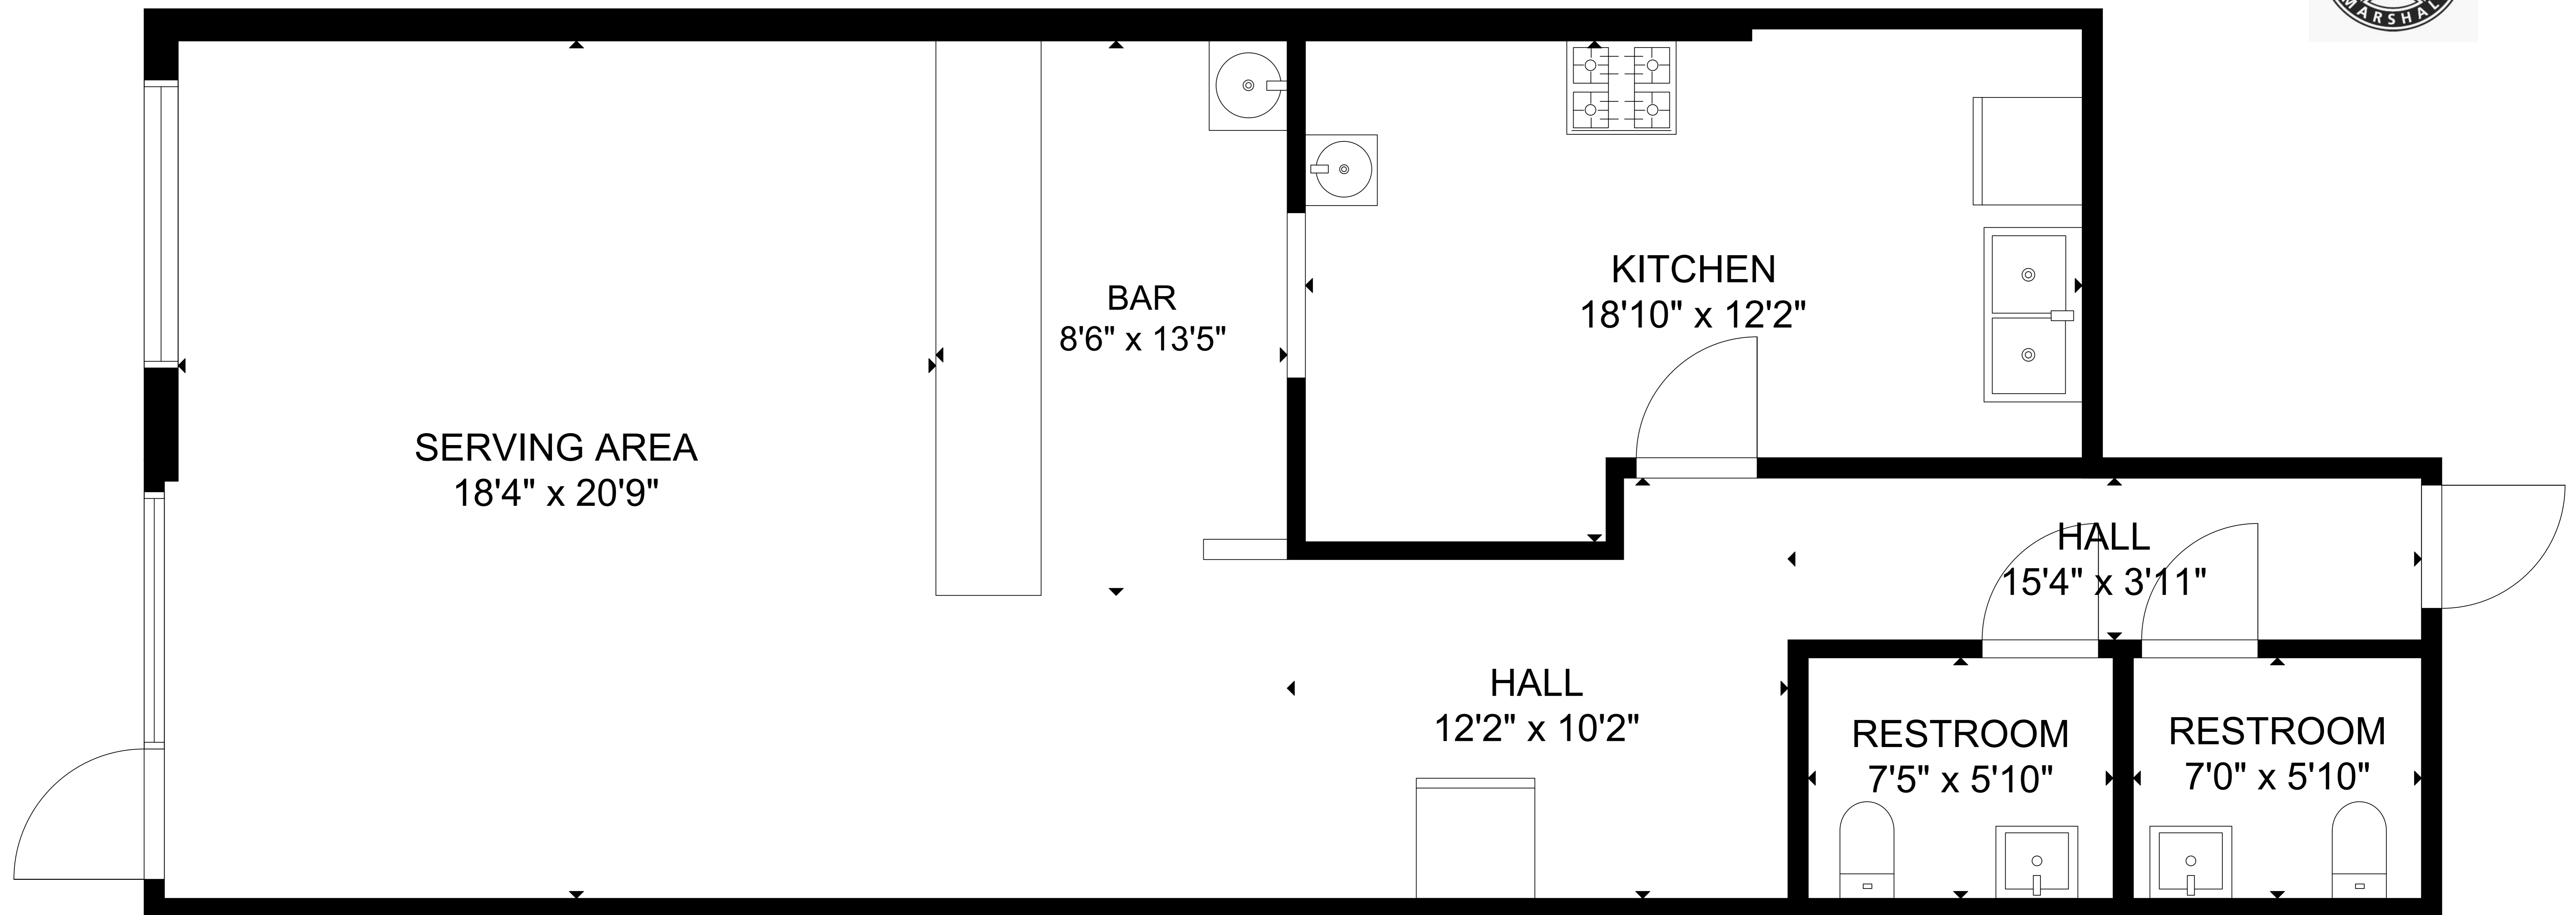 MARSHAL
BAR
8'6" x 13'5"
KITCHEN
18'10" x 12'2"
SERVING AREA
18'4" x 20'9"
HALL
15'4" x 3'11"
HALL
12'2" x 10'2"
RESTROOM
7'5" x 5'10"
RESTROOM
7'0" x 5'10"